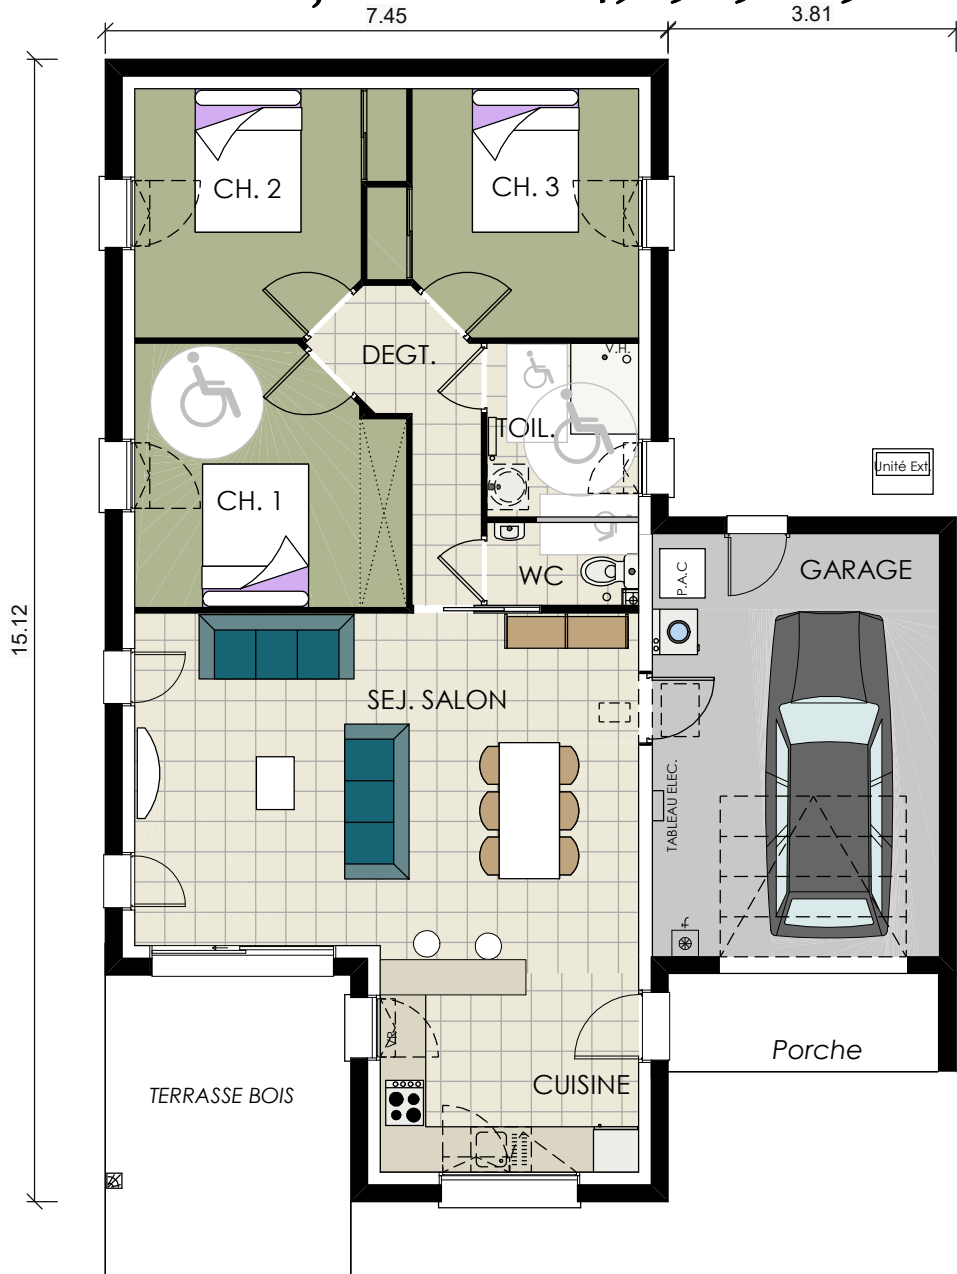 7.45
3.81
CH. 2
CH. 3
DEGT.
V.H.
TOIL.
Unité Ext.
CH. 1
WC
P.A.C
GARAGE
15.12
SEJ. SALON
TABLEAU ELEC.
VR
Porche
CUISINE
TERRASSE BOIS